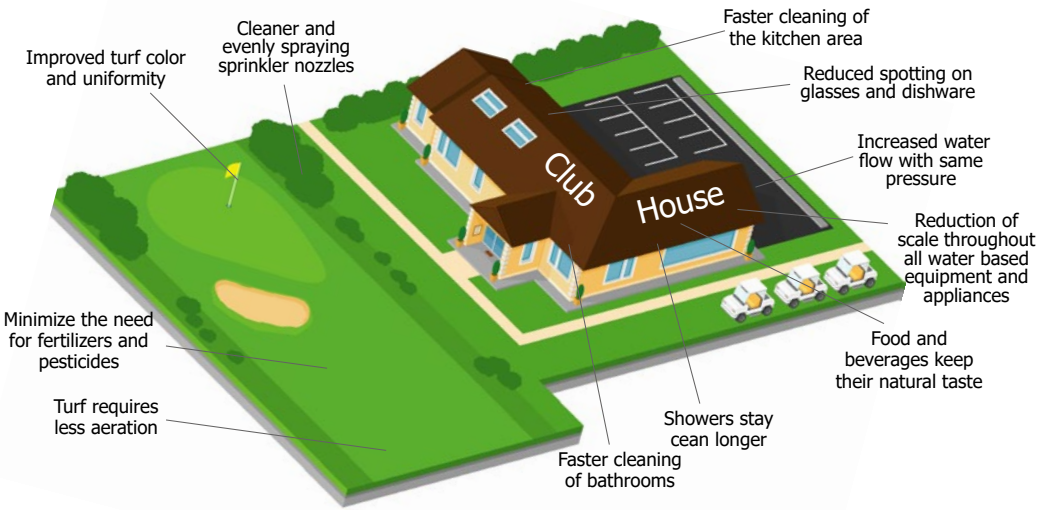 Improved turf color
and uniformity
Cleaner and
evenly spraying
sprinkler nozzles
Faster cleaning of
the kitchen area
Reduced spotting on
glasses and dishware
Increased water
flow with same
pressure
Reduction of
scale throughout
all water based
equipment and
appliances
Club
House
Minimize the need
for fertilizers and
pesticides
Turf requires
less aeration
Food and
beverages keep
their natural taste
Showers stay
cean longer
Faster cleaning
of bathrooms